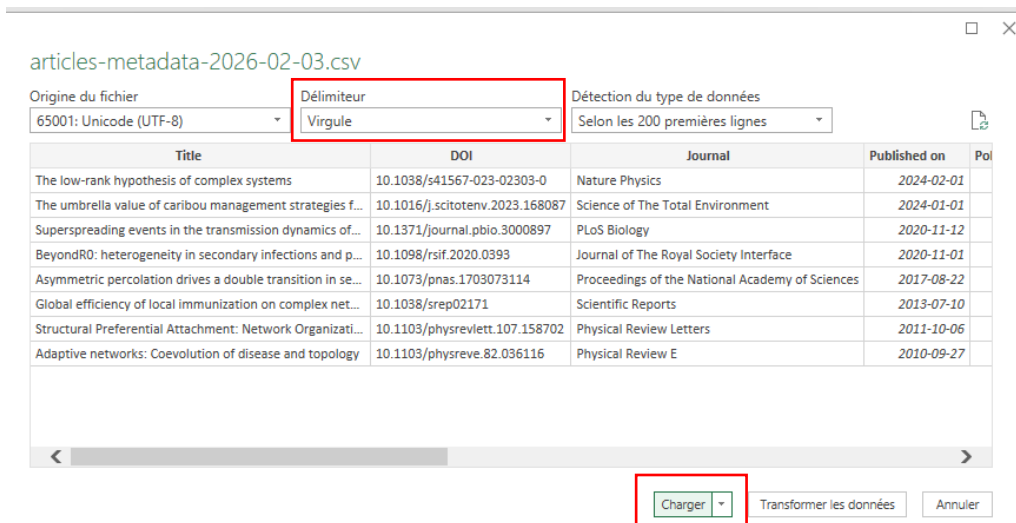 articles-metadata-2026-02-03.csv
Origine du fichier Délimiteur Détection du type de données
65001: Unicode (UTF-8) Virgule Selon les 200 premières lignes
Title DOI Journal Published on Pol
The low-rank hypothesis of complex systems 10.1038/s41567-023-02303-0 Nature Physics 2024-02-01
The umbrella value of caribou management strategies f... 10.1016/j.scitotenv.2023.168087 Science of The Total Environment 2024-01-01
Superspreading events in the transmission dynamics of... 10.1371/journal.pbio.3000897 PLoS Biology 2020-11-12
BeyondR0: heterogeneity in secondary infections and p... 10.1098/rsif.2020.0393 Journal of The Royal Society Interface 2020-11-01
Asymmetric percolation drives a double transition in se... 10.1073/pnas.1703073114 Proceedings of the National Academy of Sciences 2017-08-22
Global efficiency of local immunization on complex net... 10.1038/srep02171 Scientific Reports 2013-07-10
Structural Preferential Attachment: Network Organizati... 10.1103/physrevlett.107.158702 Physical Review Letters 2011-10-06
Adaptive networks: Coevolution of disease and topology 10.1103/physreve.82.036116 Physical Review E 2010-09-27
Charger Transformer les données Annuler